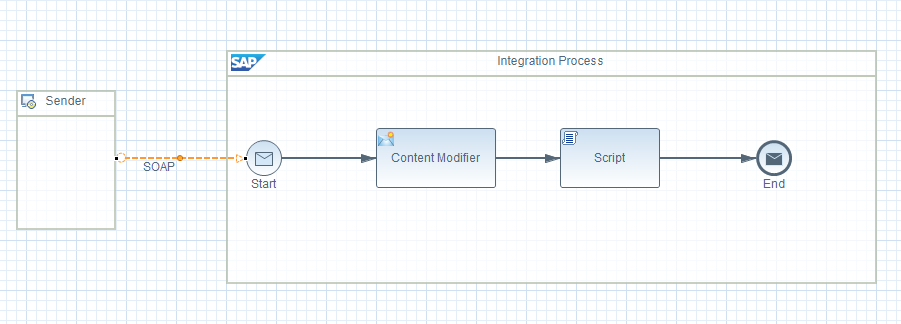 SAP
Integration Process
Sender
SOAP
Start
Content Modifier
Script
End